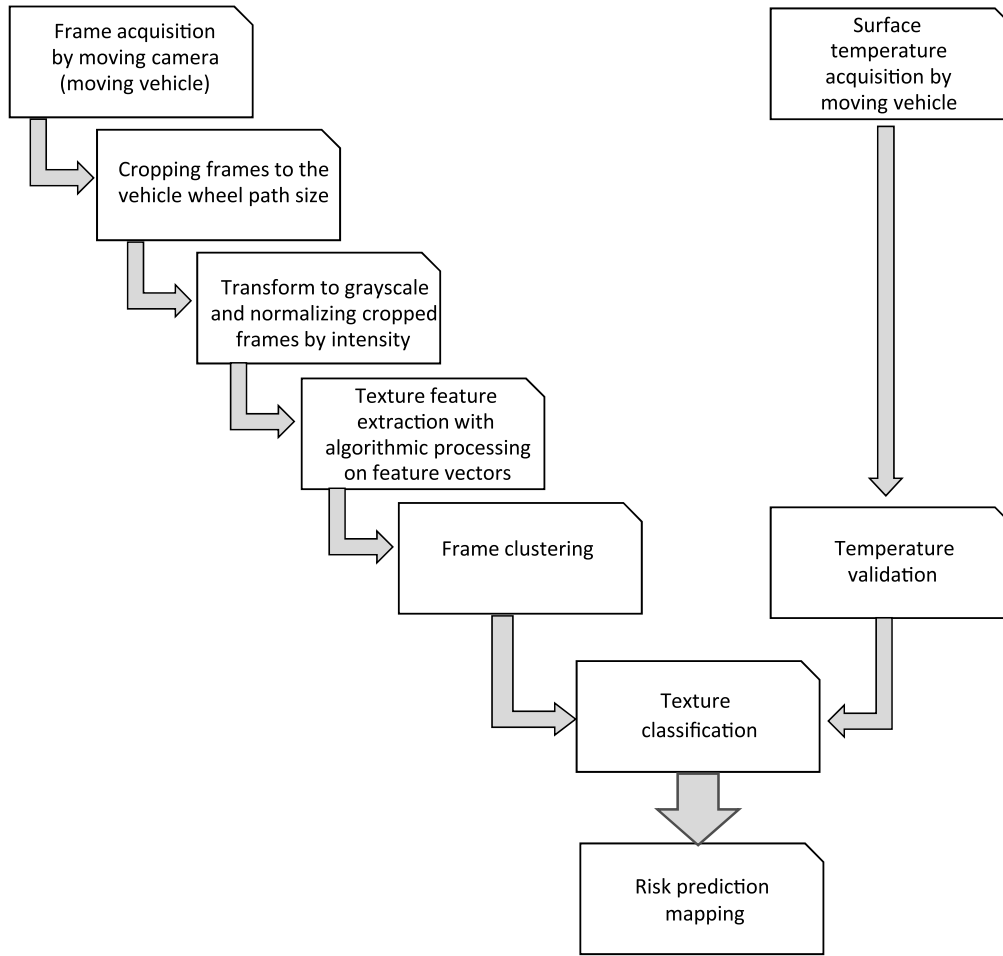 Frame acquisition
by moving camera
(moving vehicle)
Surface
temperature
acquisition by
moving vehicle
Cropping frames to the
vehicle wheel path size
Transform to grayscale
and normalizing cropped
frames by intensity
Texture feature
extraction with
algorithmic processing
on feature vectors
Frame clustering
Temperature
validation
Texture
classification
Risk prediction
mapping